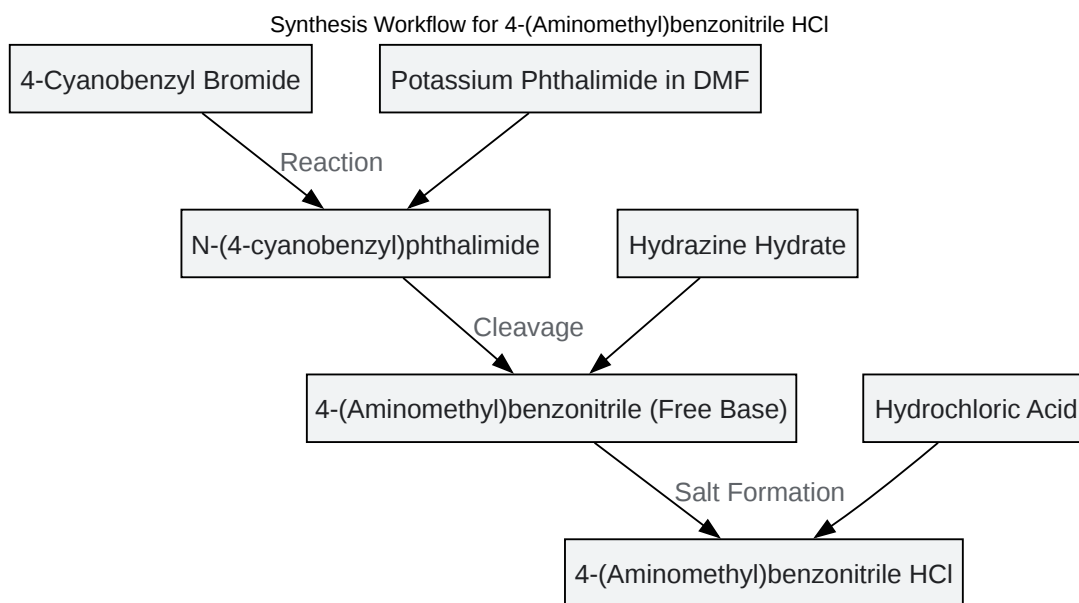 Synthesis Workflow for 4-(Aminomethyl)benzonitrile HCl
4-Cyanobenzyl Bromide
Potassium Phthalimide in DMF
Reaction
N-(4-cyanobenzyl)phthalimide
Hydrazine Hydrate
Cleavage
4-(Aminomethyl)benzonitrile (Free Base)
Hydrochloric Acid
Salt Formation
4-(Aminomethyl)benzonitrile HCl